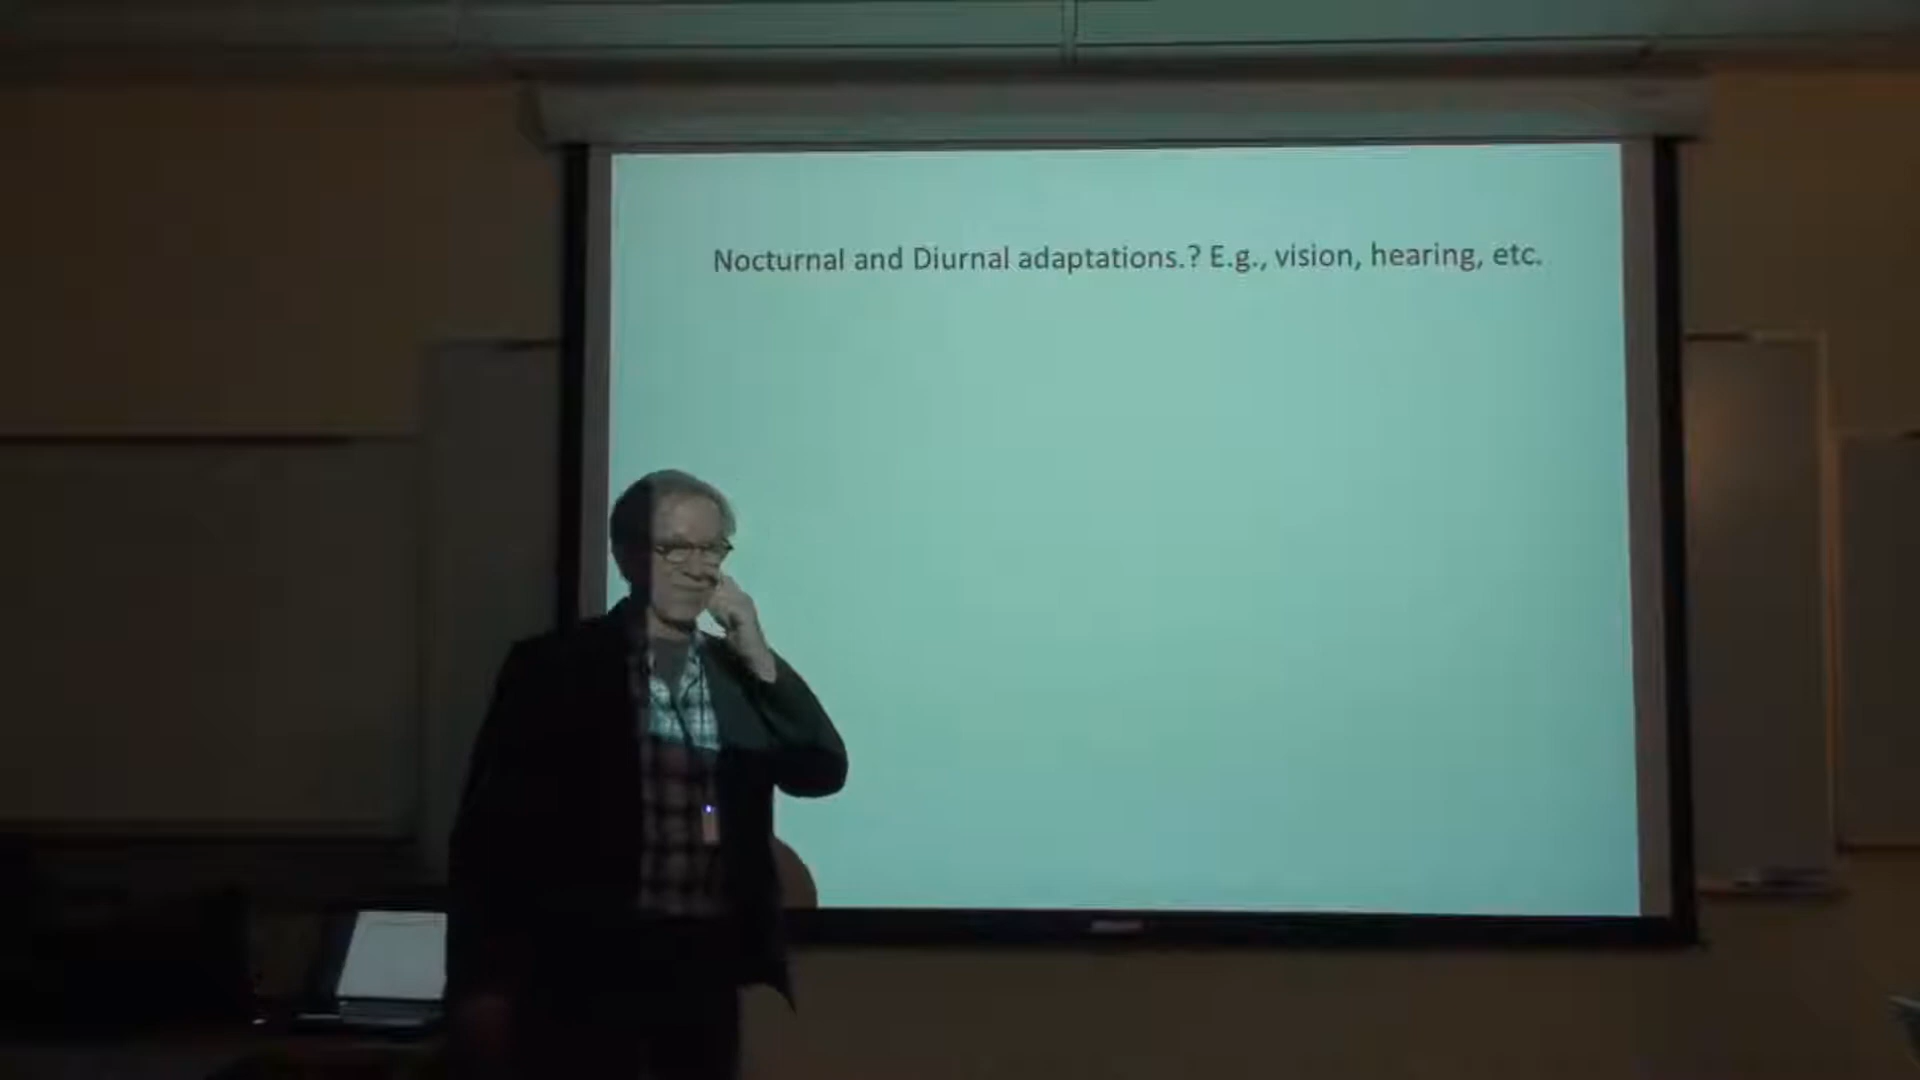 Nocturnal and Diurnal adaptations.? E.g., vision, hearing, etc.